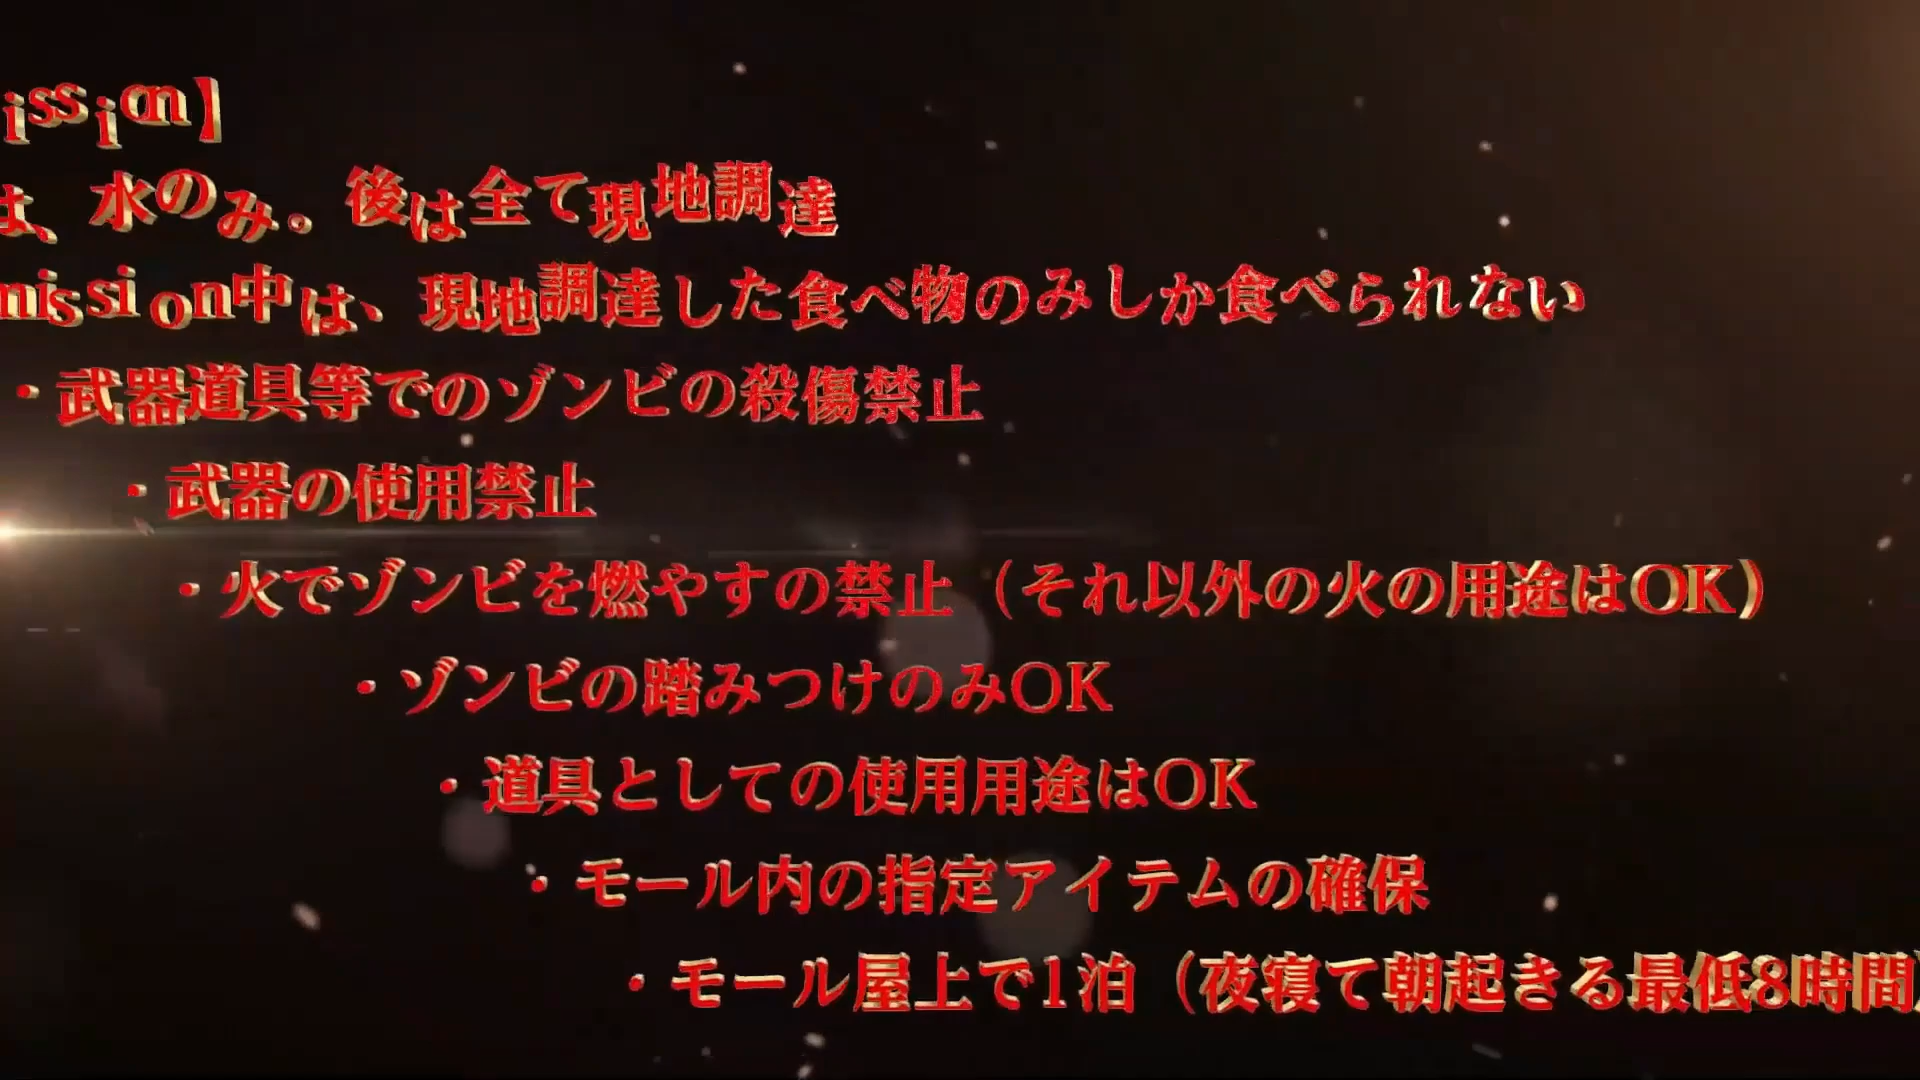 ission】
は、水のみ。後は全て現地調達
mission中は、現地調達した食べ物のみしか食べられない
・武器道具等でのゾンビの殺傷禁止
・武器の使用禁止
・火でゾンビを燃やすの禁止（それ以外の火の用途はOK）
・ゾンビの踏みつけのみOK
・道具としての使用用途はOK
・モール内の指定アイテムの確保
・モール屋上で1泊（夜寝て朝起きる最低8時間）